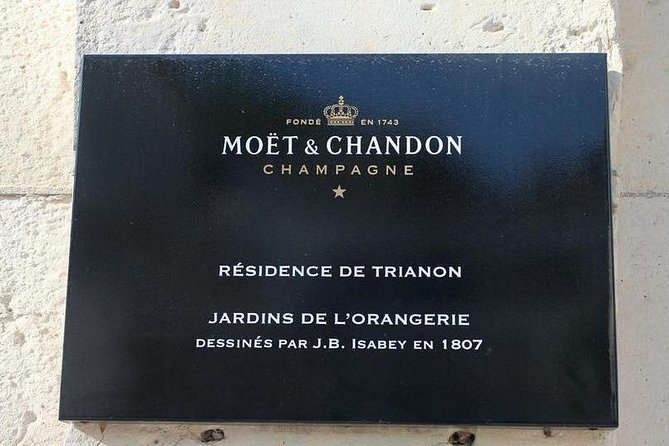 FONDÉ EN 1743
MOËT & CHANDON
CHAMPAGNE
RÉSIDENCE DE TRIANON
JARDINS DE L'ORANGERIE
DESSINÉS PAR J.B. ISABEY EN 1807